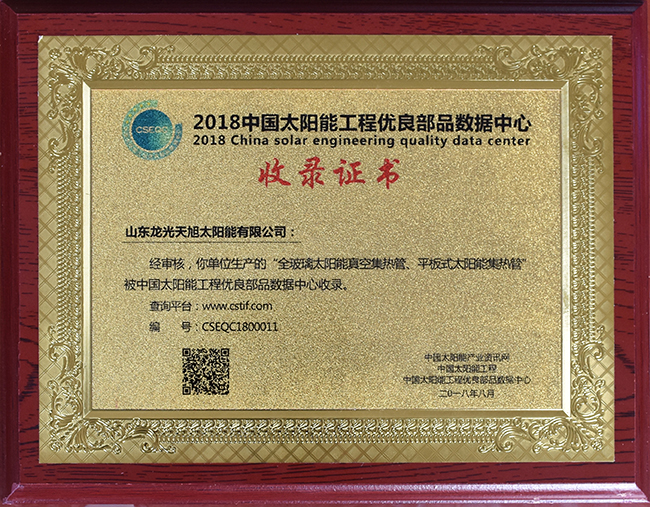 CSEQC
2018中国太阳能工程优良部品数据中心
2018 China solar engineering quality data center
收录证书
山东龙光天旭太阳能有限公司：
经审核，你单位生产的“全玻璃太阳能真空集热管、平板式太阳能集热管”
被中国太阳能工程优良部品数据中心收录。
查询平台：www.cstif.com
编 号：CSEQC1800011
中国太阳能产业资讯网
中国太阳能工程
中国太阳能工程优良部品数据中心
二〇一八年八月